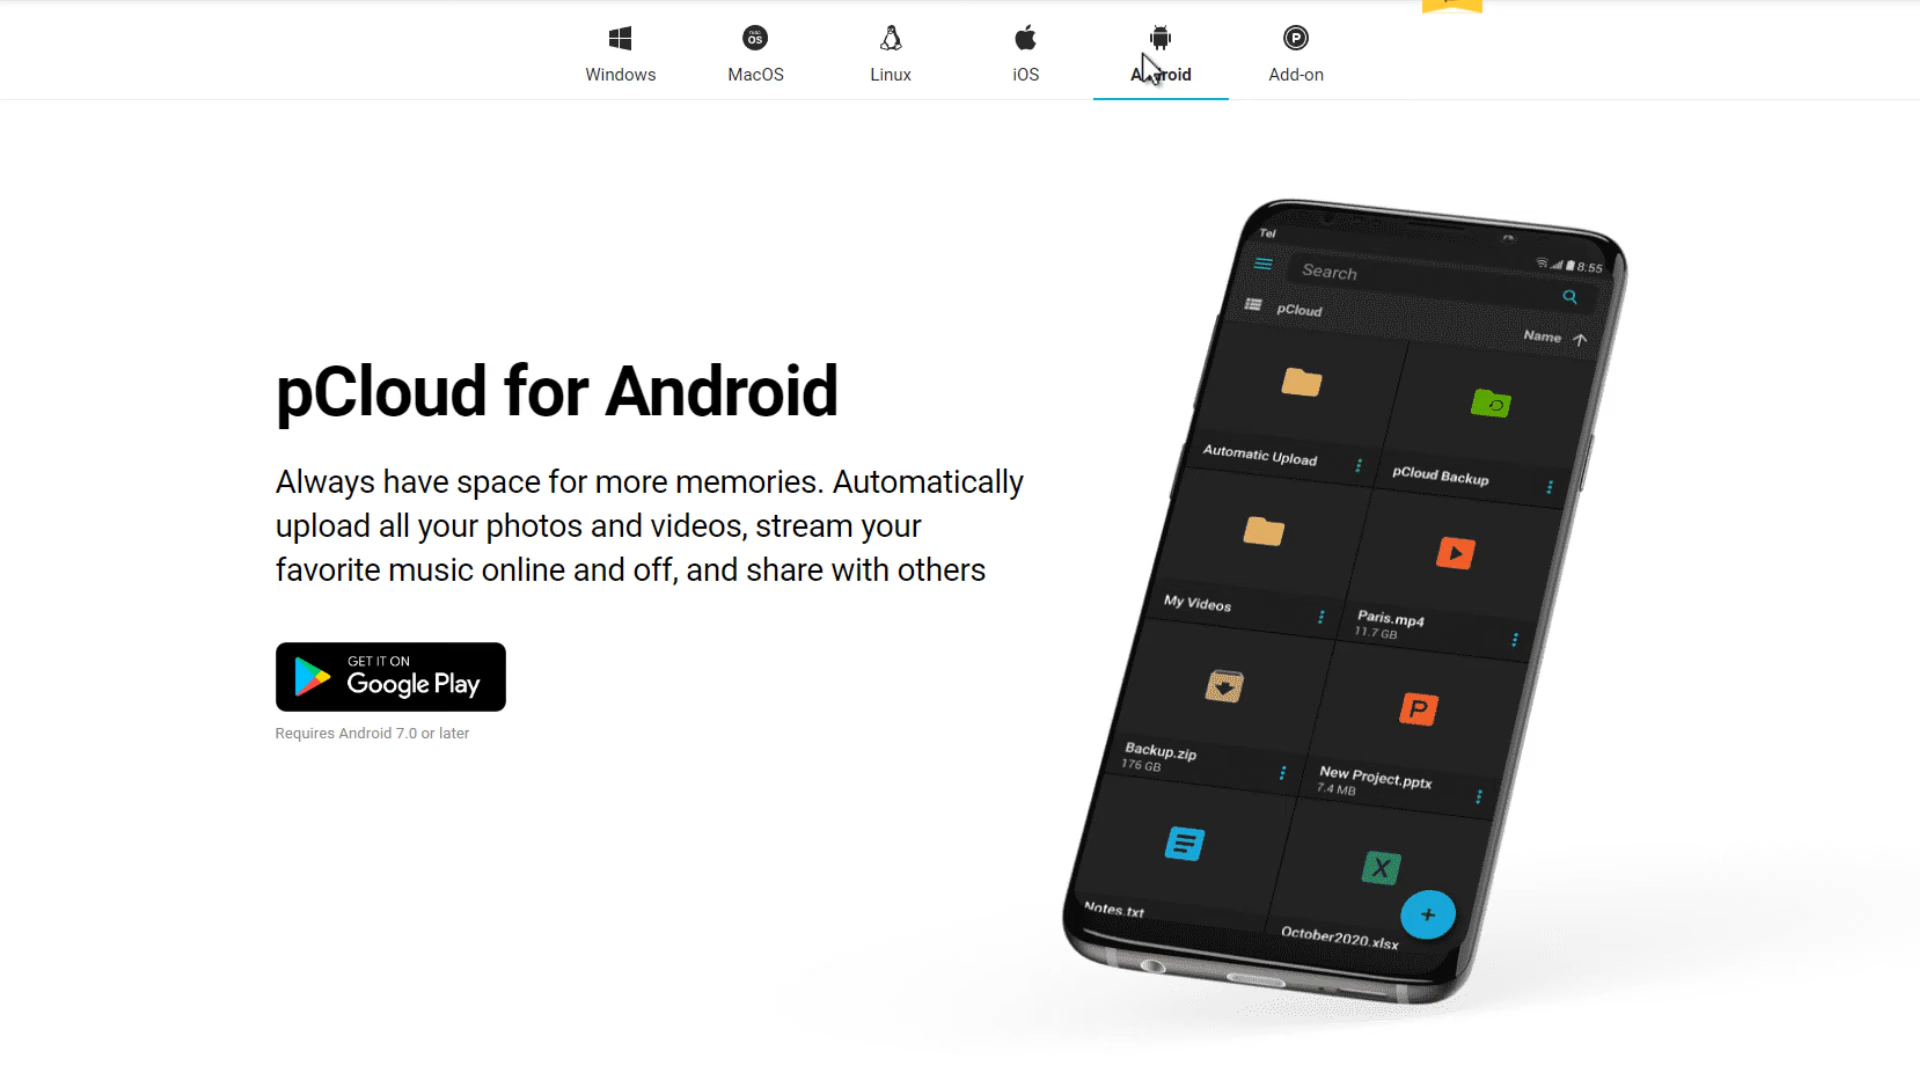 Windows
MacOS
Linux
iOS
Android
Add-on
pCloud for Android
Always have space for more memories. Automatically
upload all your photos and videos, stream your
favorite music online and off, and share with others
GET IT ON
Google Play
Requires Android 7.0 or later
Tel
8:55
Search
pCloud
Name
Automatic Upload
pCloud Backup
My Videos
Paris.mp4
11.7 GB
Backup.zip
176 GB
New Project.pptx
7.4 MB
Notes.txt
October2020.xlsx